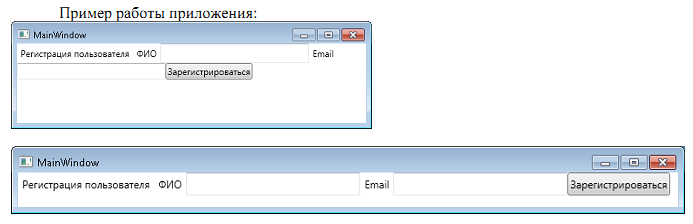 Пример работы приложения:
MainWindow
Регистрация пользователя ФИО Email
Зарегистрироваться
MainWindow
Регистрация пользователя ФИО Email Зарегистрироваться